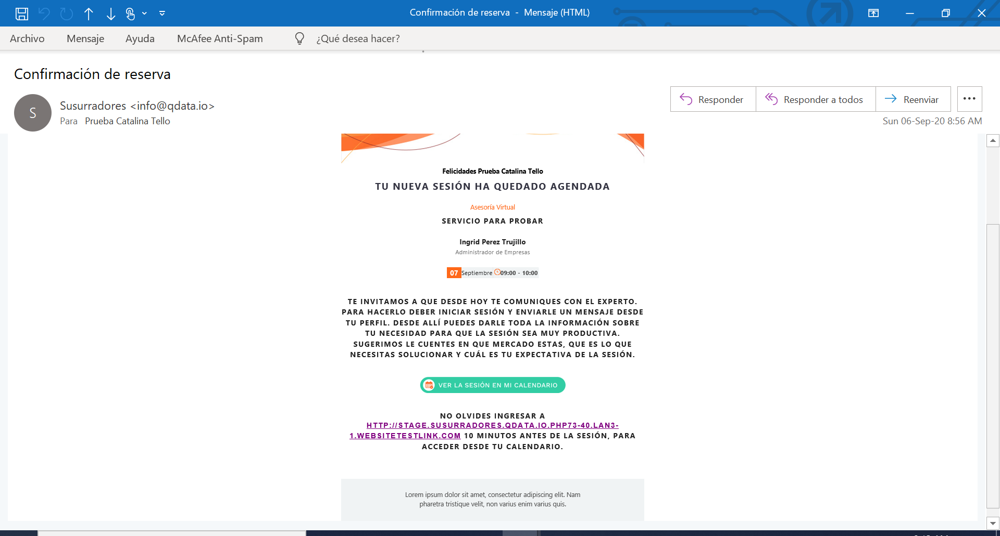 Confirmación de reserva  -  Mensaje (HTML)
Archivo Mensaje Ayuda McAfee Anti-Spam ¿Qué desea hacer?
Confirmación de reserva
S
Susurradores <info@qdata.io>
Para Prueba Catalina Tello
Responder Responder a todos Reenviar
Sun 06-Sep-20 8:56 AM
Felicidades Prueba Catalina Tello
TU NUEVA SESIÓN HA QUEDADO AGENDADA
Asesoría Virtual
SERVICIO PARA PROBAR
Ingrid Perez Trujillo
Administrador de Empresas
07 Septiembre 09:00 - 10:00
TE INVITAMOS A QUE DESDE HOY TE COMUNIQUES CON EL EXPERTO.
PARA HACERLO DEBER INICIAR SESIÓN Y ENVIARLE UN MENSAJE DESDE
TU PERFIL. DESDE ALLÍ PUEDES DARLE TODA LA INFORMACIÓN SOBRE
TU NECESIDAD PARA QUE LA SESIÓN SEA MUY PRODUCTIVA.
SUGERIMOS LE CUENTES EN QUE MERCADO ESTAS, QUE ES LO QUE
NECESITAS SOLUCIONAR Y CUÁL ES TU EXPECTATIVA DE LA SESIÓN.
VER LA SESIÓN EN MI CALENDARIO
NO OLVIDES INGRESAR A
HTTP://STAGE.SUSURRADORES.QDATA.IO.PHP73-40.LAN3-
1.WEBSITETESTLINK.COM 10 MINUTOS ANTES DE LA SESIÓN, PARA
ACCEDER DESDE TU CALENDARIO.
Lorem ipsum dolor sit amet, consectetur adipiscing elit. Nam
pharetra tristique velit, non varius enim varius quis.